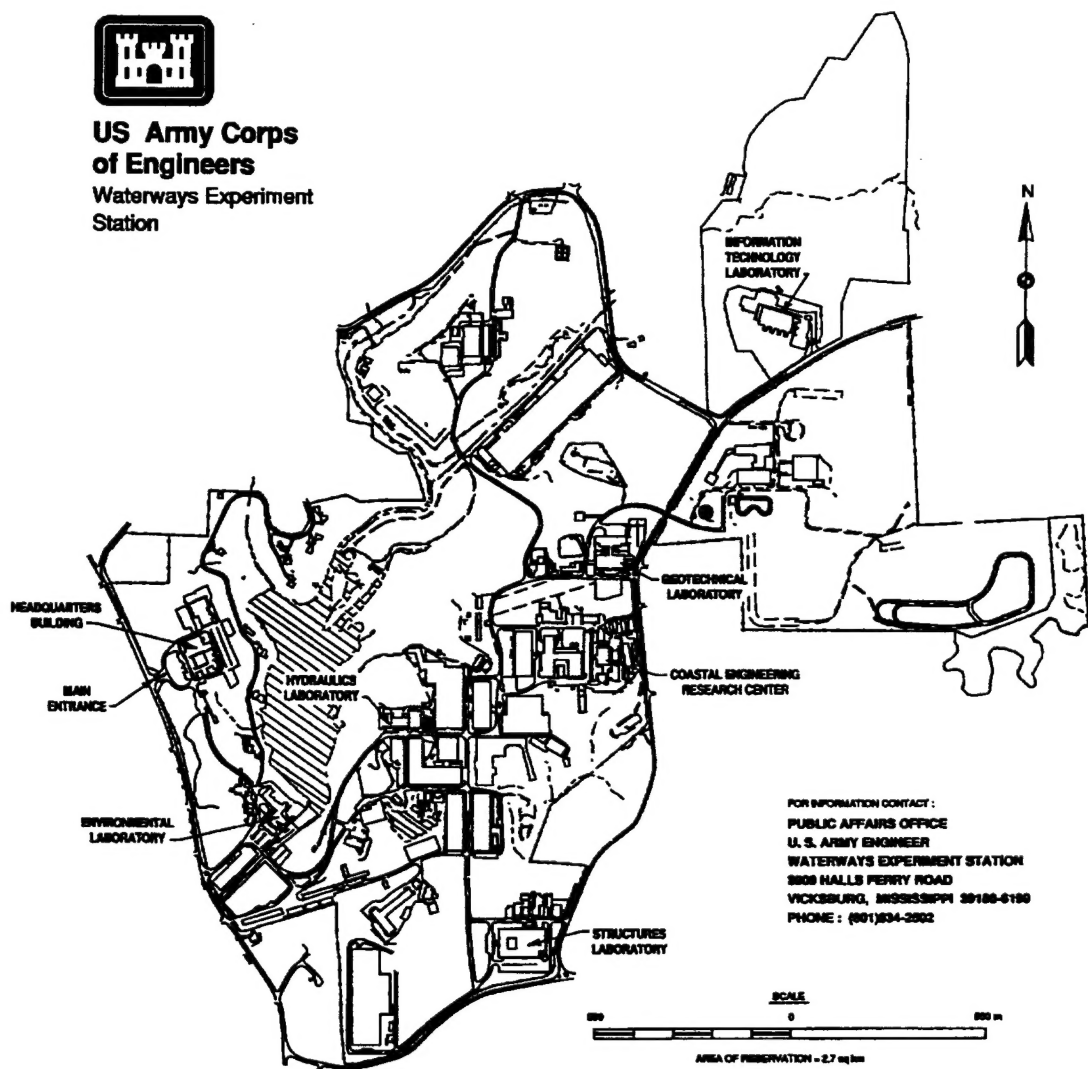 US Army Corps
of Engineers
Waterways Experiment
Station
N
INFORMATION
TECHNOLOGY
LABORATORY
GEOTECHNICAL
LABORATORY
HEADQUARTERS
BUILDING
MAIN
ENTRANCE
HYDRAULICS
LABORATORY
COASTAL ENGINEERING
RESEARCH CENTER
ENVIRONMENTAL
LABORATORY
STRUCTURES
LABORATORY
FOR INFORMATION CONTACT :
PUBLIC AFFAIRS OFFICE
U. S. ARMY ENGINEER
WATERWAYS EXPERIMENT STATION
HALLS FERRY ROAD
VICKSBURG, MISSISSIPPI
PHONE :
SCALE
0
m
AREA OF RESERVATION = 2.7 sq km